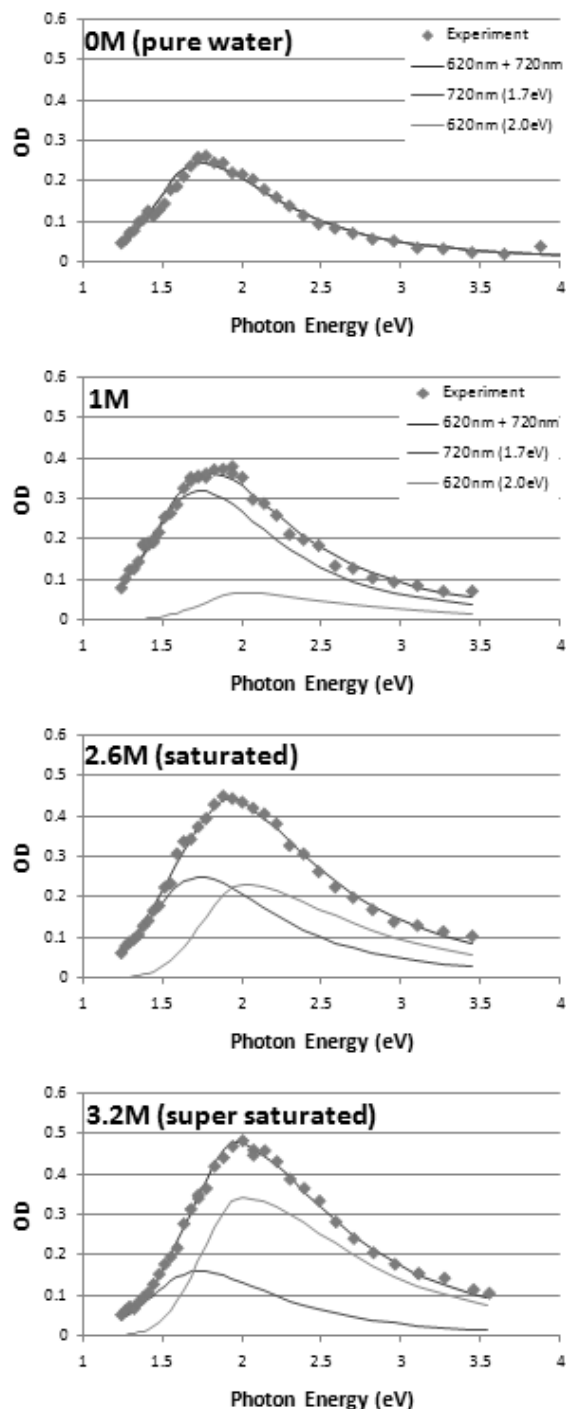 0M (pure water)
Experiment
620nm + 720nm
720nm (1.7eV)
620nm (2.0eV)
OD
0.6
0.5
0.4
0.3
0.2
0.1
0
1 1.5 2 2.5 3 3.5 4
Photon Energy (eV)
1M
Experiment
620nm + 720nm
720nm (1.7eV)
620nm (2.0eV)
OD
0.6
0.5
0.4
0.3
0.2
0.1
0
1 1.5 2 2.5 3 3.5 4
Photon Energy (eV)
2.6M (saturated)
OD
0.6
0.5
0.4
0.3
0.2
0.1
0
1 1.5 2 2.5 3 3.5 4
Photon Energy (eV)
3.2M (super saturated)
OD
0.6
0.5
0.4
0.3
0.2
0.1
0
1 1.5 2 2.5 3 3.5 4
Photon Energy (eV)